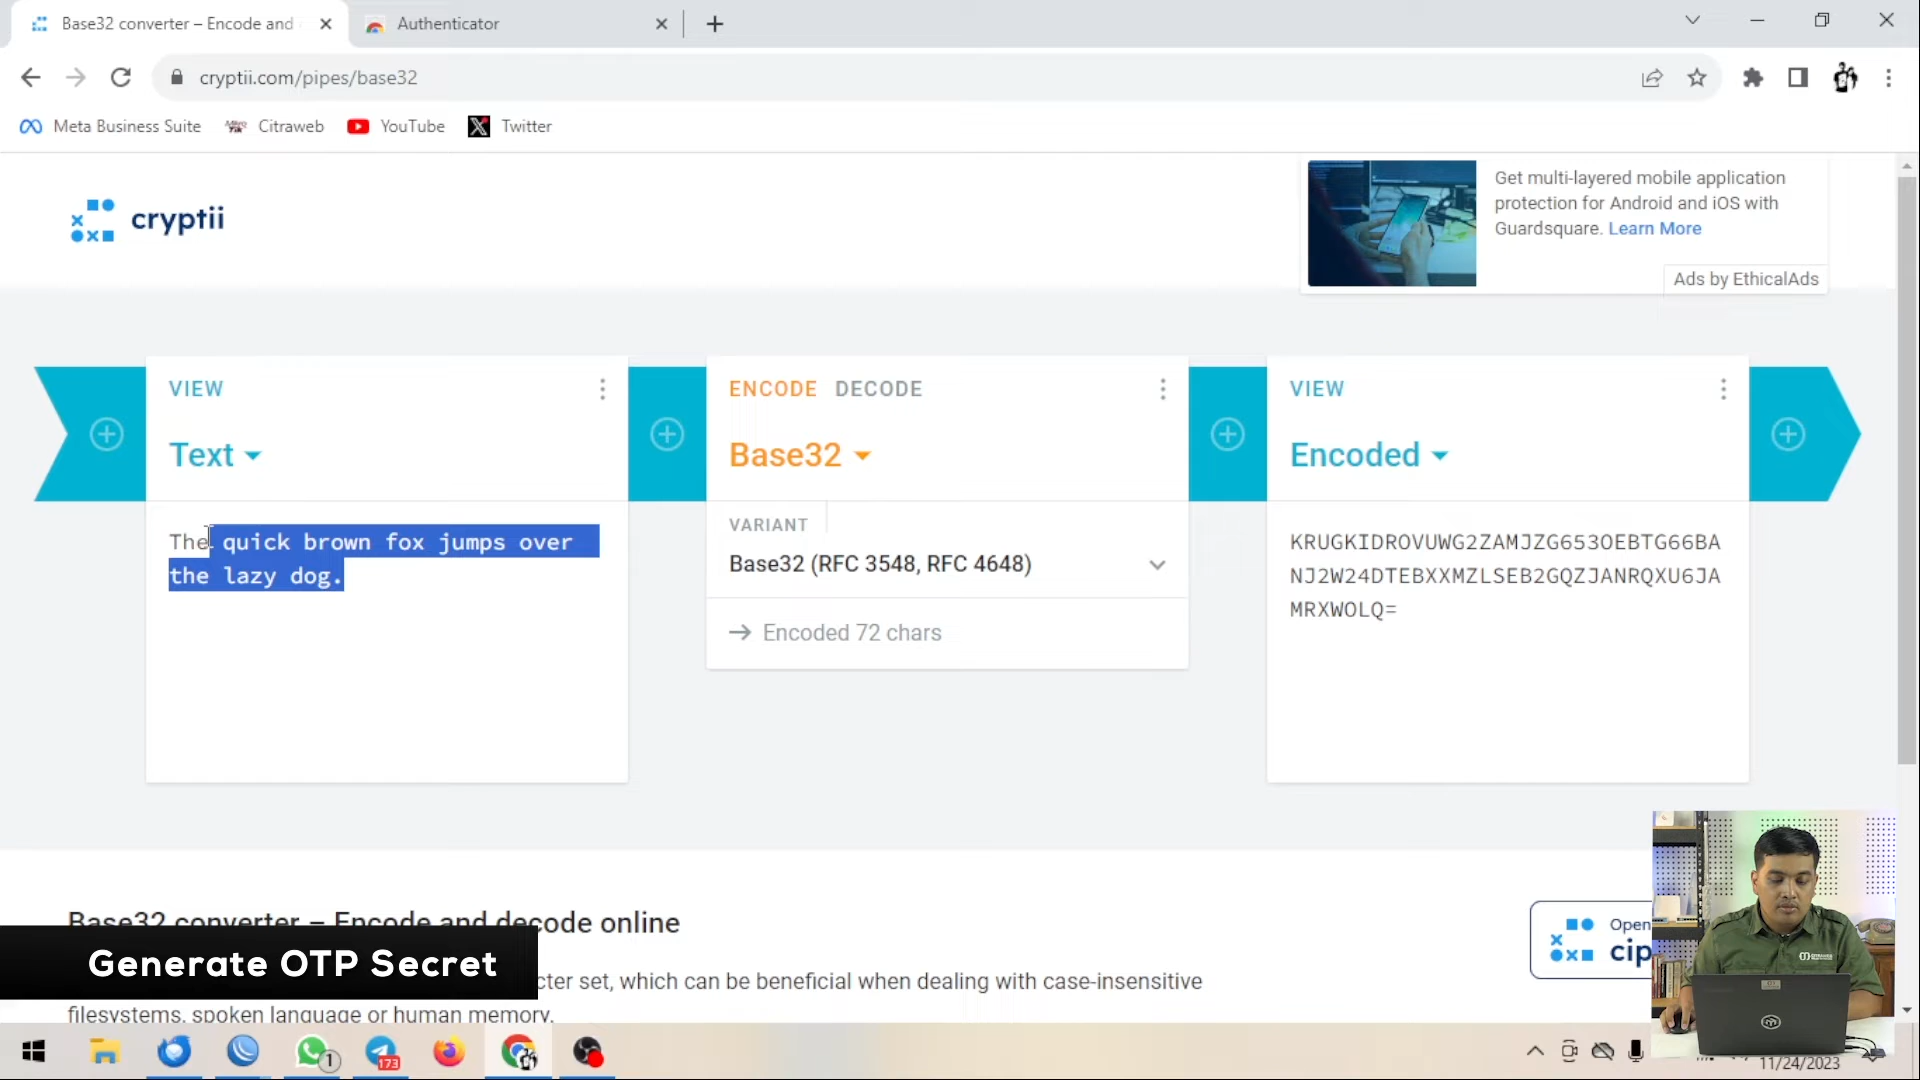 Base32 converter – Encode and
Authenticator
cryptii.com/pipes/base32
Meta Business Suite
Citraweb
YouTube
Twitter
cryptii
Get multi-layered mobile application
protection for Android and iOS with
Guardsquare. Learn More
Ads by EthicalAds
VIEW
Text
The quick brown fox jumps over
the lazy dog.
ENCODE DECODE
Base32
VARIANT
Base32 (RFC 3548, RFC 4648)
→ Encoded 72 chars
VIEW
Encoded
KRUGKIDROVUWG2ZAMJZG653OEBTG66BA
NJ2W24DTEBXXMZLSEB2GQZJANRQXU6JA
MRXWOLQ=
Base32 converter – Encode and decode online
Open
cip
Generate OTP Secret
cter set, which can be beneficial when dealing with case-insensitive
filesystems, spoken language or human memory.
1
173
11/24/2023